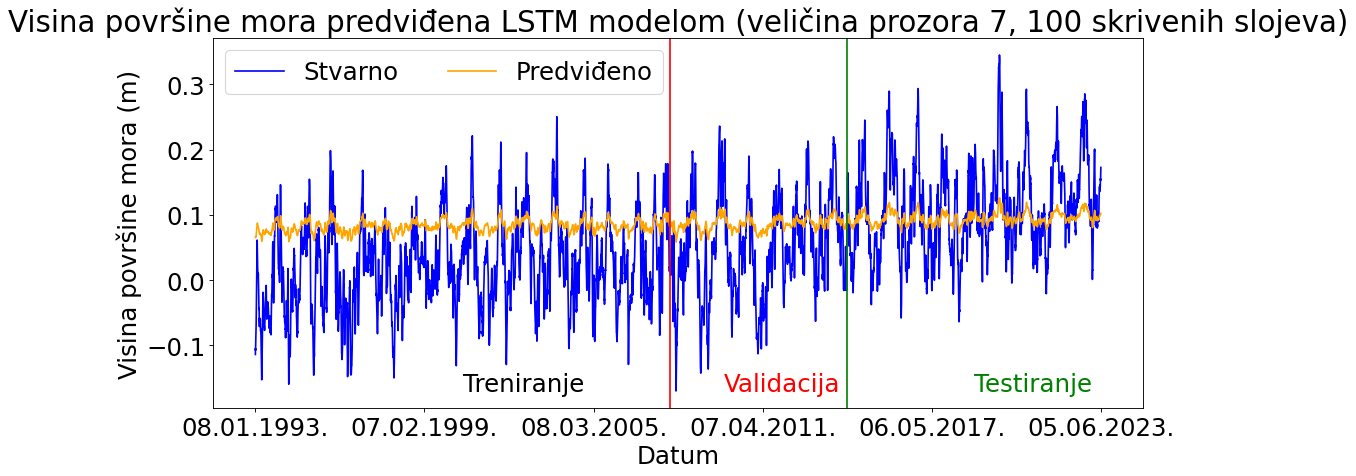 Visina površine mora predviđena LSTM modelom (veličina prozora 7, 100 skrivenih slojeva)
Stvarno
Predviđeno
Visina površine mora (m)
0.3
0.2
0.1
0.0
−0.1
Treniranje
Validacija
Testiranje
08.01.1993.
07.02.1999.
08.03.2005.
07.04.2011.
06.05.2017.
05.06.2023.
Datum